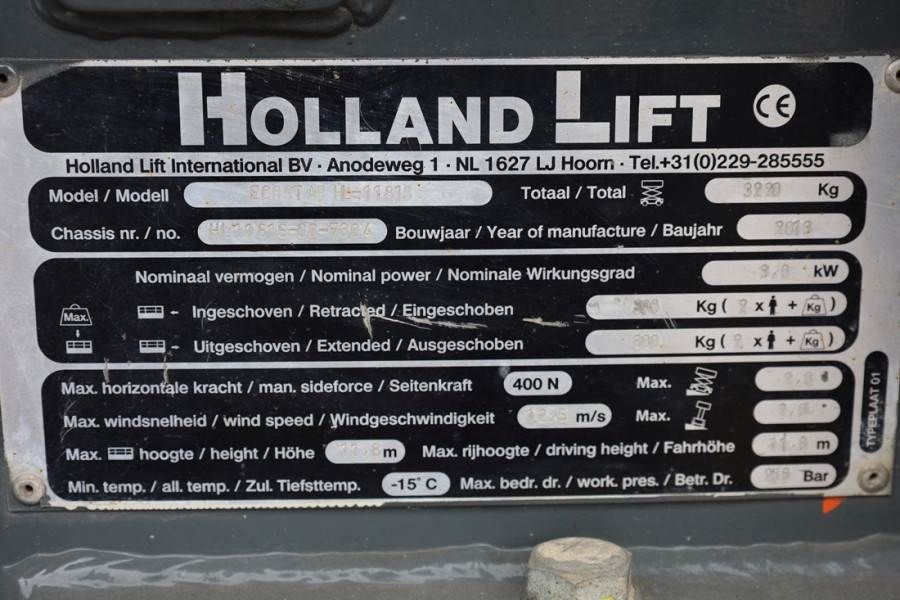 HOLLAND LIFT CE
Holland Lift International BV · Anodeweg 1 · NL 1627 LJ Hoorn · Tel.+31(0)229-285555
Model / Modell Totaal / Total Kg
Chassis nr. / no. Bouwjaar / Year of manufacture / Baujahr 2013
Nominaal vermogen / Nominal power / Nominale Wirkungsgrad kW
Max. Ingeschoven / Retracted / Eingeschoben Kg ( x + Kg )
Uitgeschoven / Extended / Ausgeschoben Kg ( x + Kg )
Max. horizontale kracht / man. sideforce / Seitenkraft 400 N Max.
Max. windsnelheid / wind speed / Windgeschwindigkeit m/s Max.
Max. hoogte / height / Höhe m Max. rijhoogte / driving height / Fahrhöhe m
Min. temp. / all. temp. / Zul. Tiefsttemp. -15° C Max. bedr. dr. / work. pres. / Betr. Dr. Bar
TYPEPLAAT 01